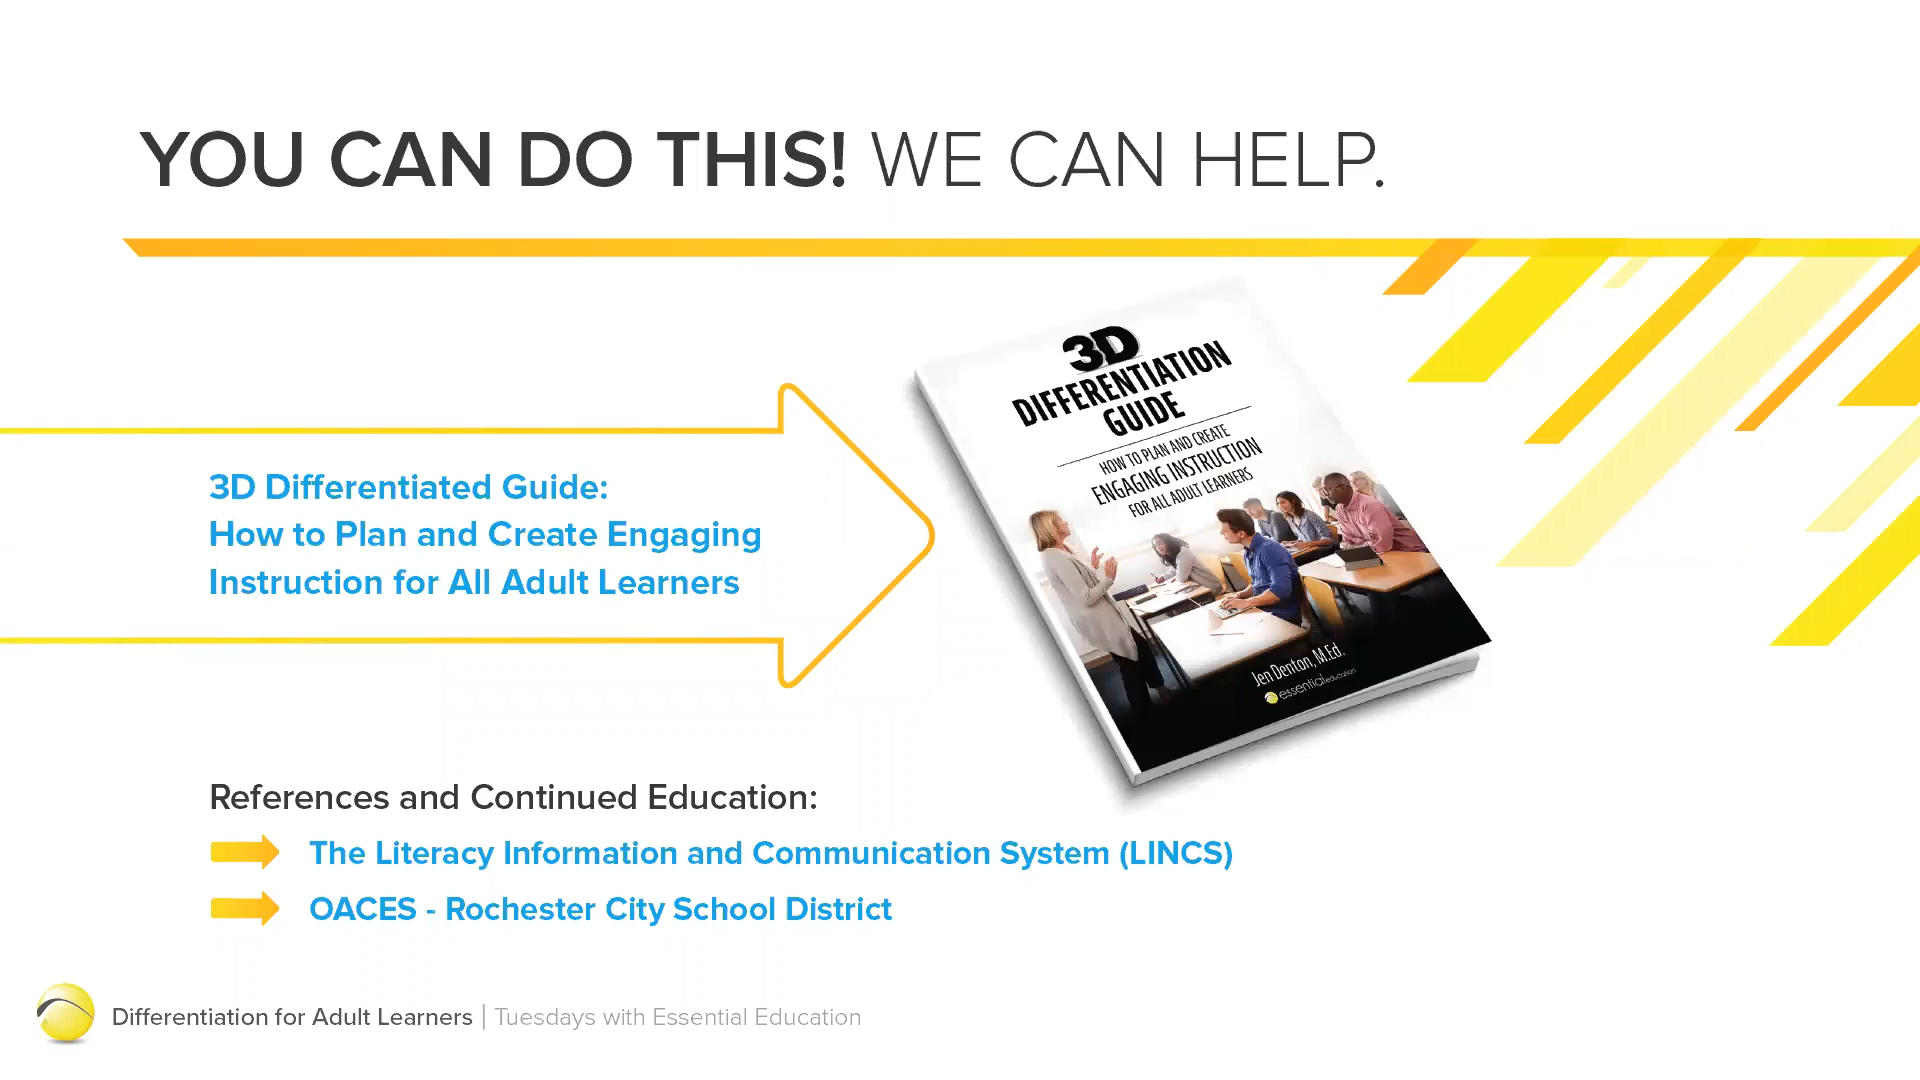 YOU CAN DO THIS! WE CAN HELP.
3D Differentiated Guide:
How to Plan and Create Engaging
Instruction for All Adult Learners
3D
DIFFERENTIATION
GUIDE
HOW TO PLAN AND CREATE
ENGAGING INSTRUCTION
FOR ALL ADULT LEARNERS
Jen Denton, M.Ed.
essential education
References and Continued Education:
The Literacy Information and Communication System (LINCS)
OACES - Rochester City School District
Differentiation for Adult Learners | Tuesdays with Essential Education